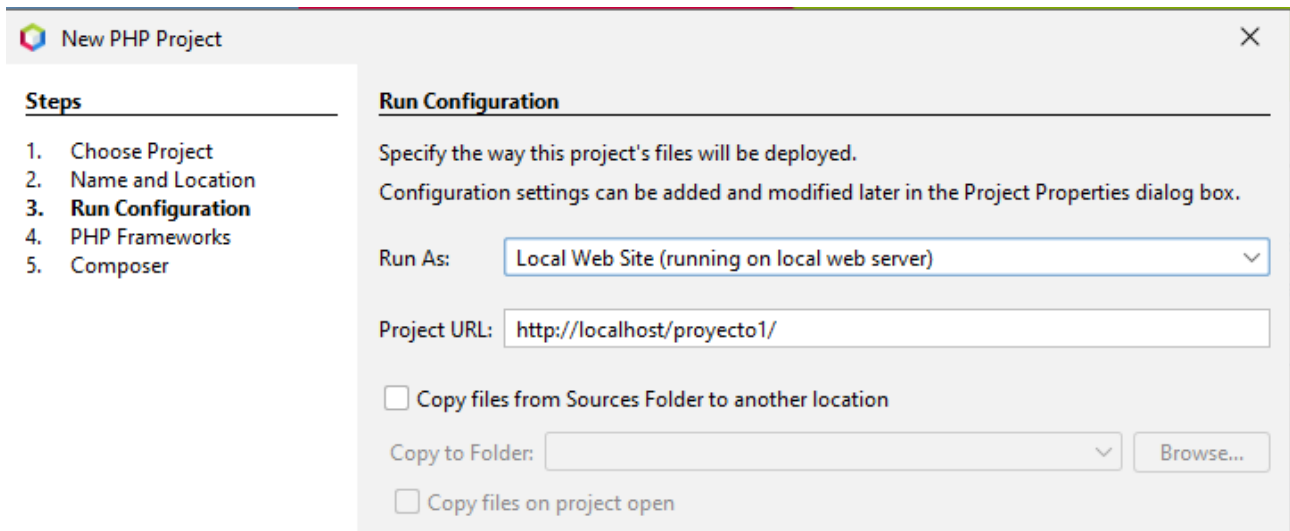 New PHP Project
Steps
1. Choose Project
2. Name and Location
3. Run Configuration
4. PHP Frameworks
5. Composer
Run Configuration
Specify the way this project's files will be deployed.
Configuration settings can be added and modified later in the Project Properties dialog box.
Run As: Local Web Site (running on local web server)
Project URL: http://localhost/proyecto1/
Copy files from Sources Folder to another location
Copy to Folder: Browse...
Copy files on project open